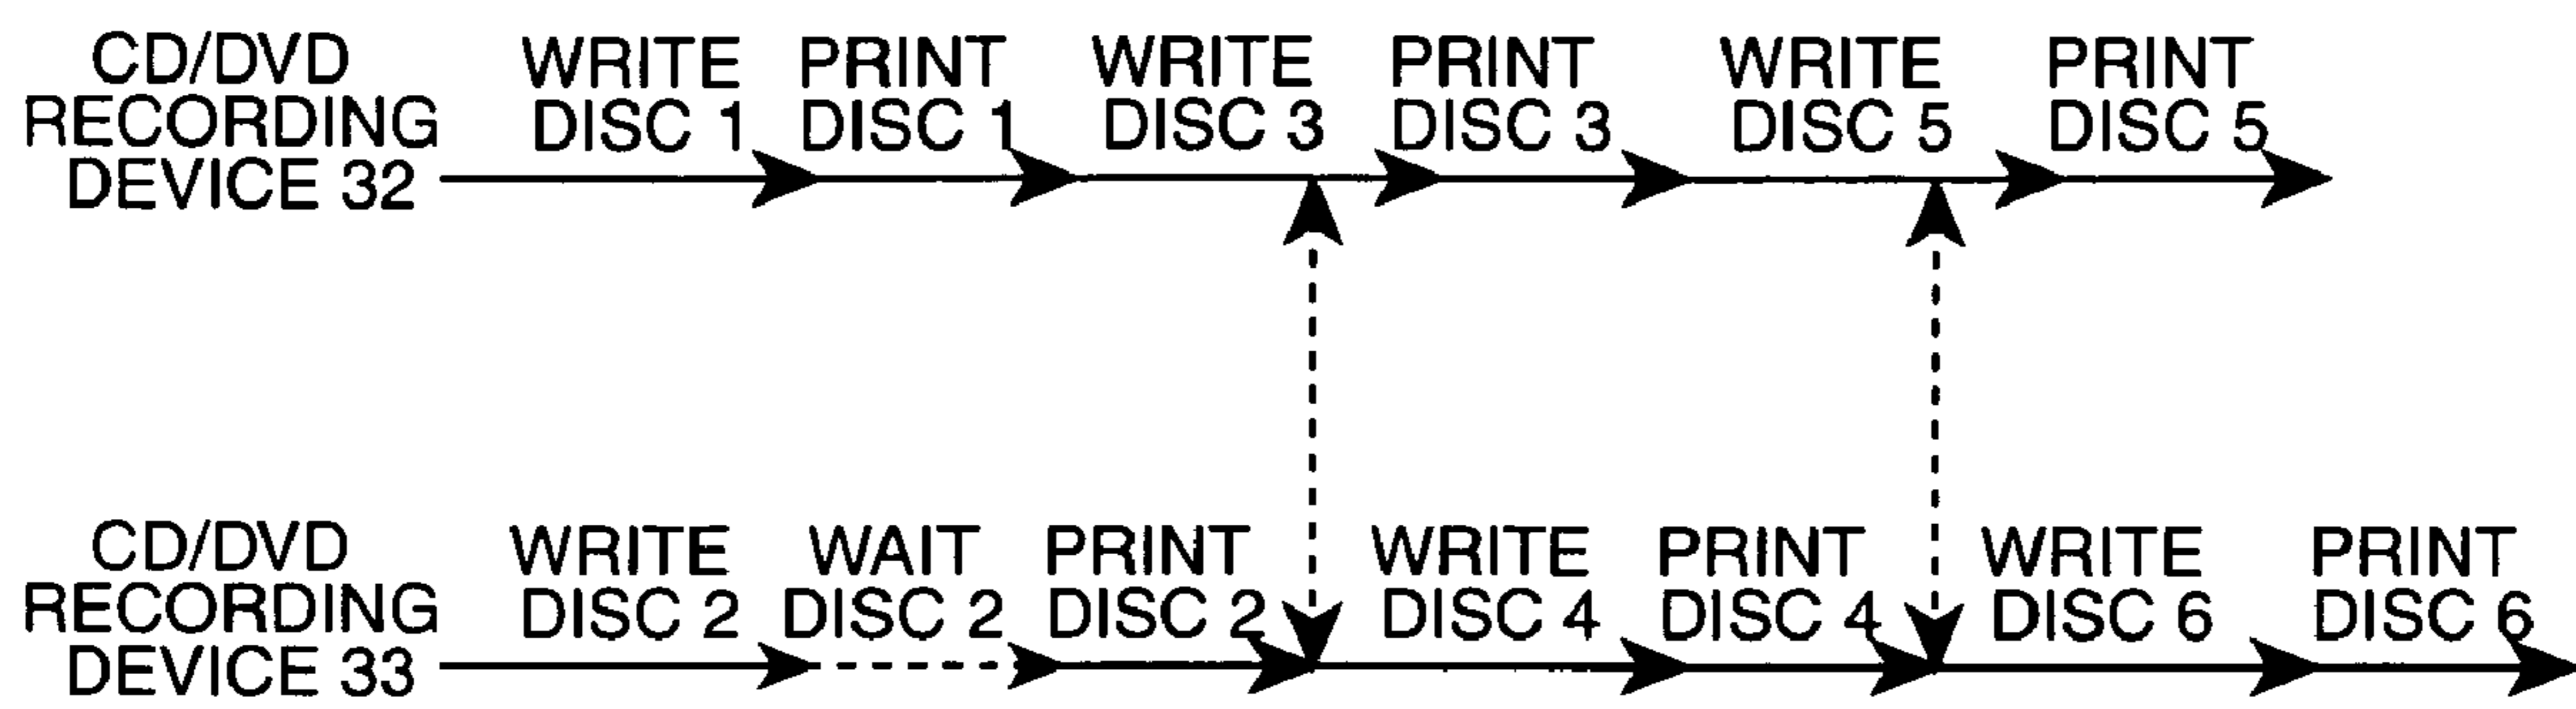 CD/DVD
RECORDING
DEVICE 32
WRITE
DISC 1
PRINT
DISC 1
WRITE
DISC 3
PRINT
DISC 3
WRITE
DISC 5
PRINT
DISC 5
CD/DVD
RECORDING
DEVICE 33
WRITE
DISC 2
WAIT
DISC 2
PRINT
DISC 2
WRITE
DISC 4
PRINT
DISC 4
WRITE
DISC 6
PRINT
DISC 6